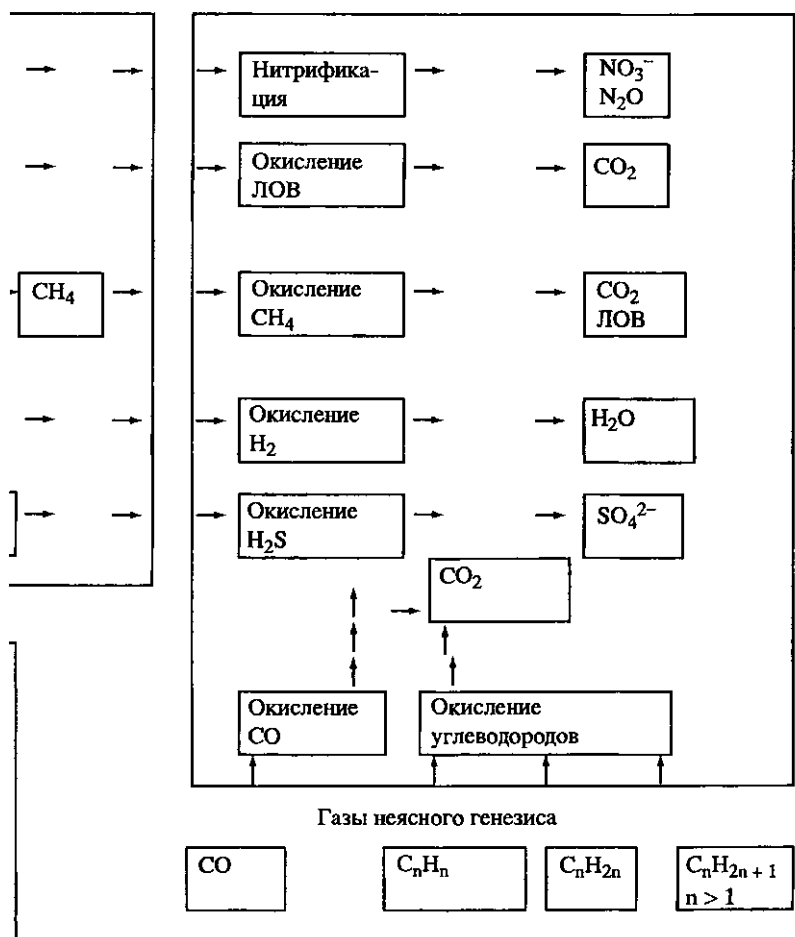 Нитрифика-
ция
NO₃⁻
N₂O
Окисление
ЛОВ
CO₂
CH₄
Окисление
CH₄
CO₂
ЛОВ
Окисление
H₂
H₂O
Окисление
H₂S
SO₄²⁻
CO₂
Окисление
CO
Окисление
углеводородов
Газы неясного генезиса
CO
CₙHₙ
CₙH₂ₙ
CₙH₂ₙ ₊ ₁
n > 1